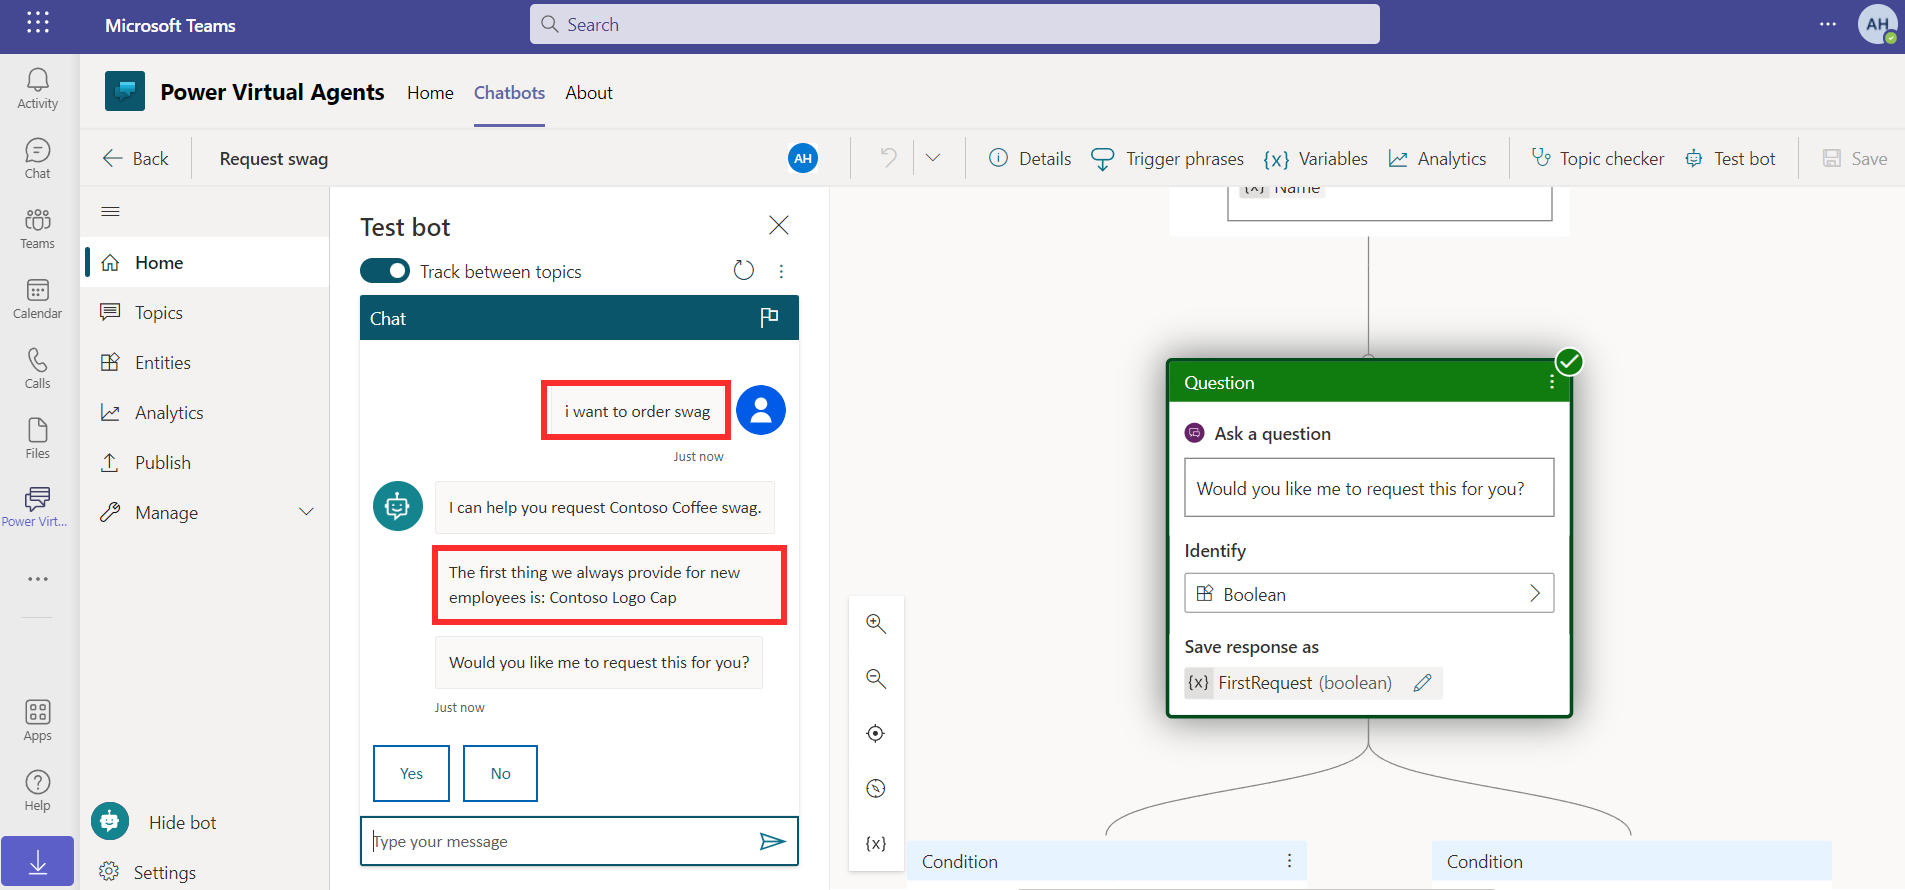 Microsoft Teams
Search
AH
Activity
Chat
Teams
Calendar
Calls
Files
Power Virt...
Apps
Help
Power Virtual Agents
Home
Chatbots
About
Back
Request swag
AH
Details
Trigger phrases
{x} Variables
Analytics
Topic checker
Test bot
Save
Home
Topics
Entities
Analytics
Publish
Manage
Hide bot
Settings
Test bot
Track between topics
Chat
i want to order swag
Just now
I can help you request Contoso Coffee swag.
The first thing we always provide for new
employees is: Contoso Logo Cap
Would you like me to request this for you?
Just now
Yes
No
Type your message
{x}
{x} Name
Question
Ask a question
Would you like me to request this for you?
Identify
Boolean
Save response as
{x} FirstRequest (boolean)
Condition
Condition